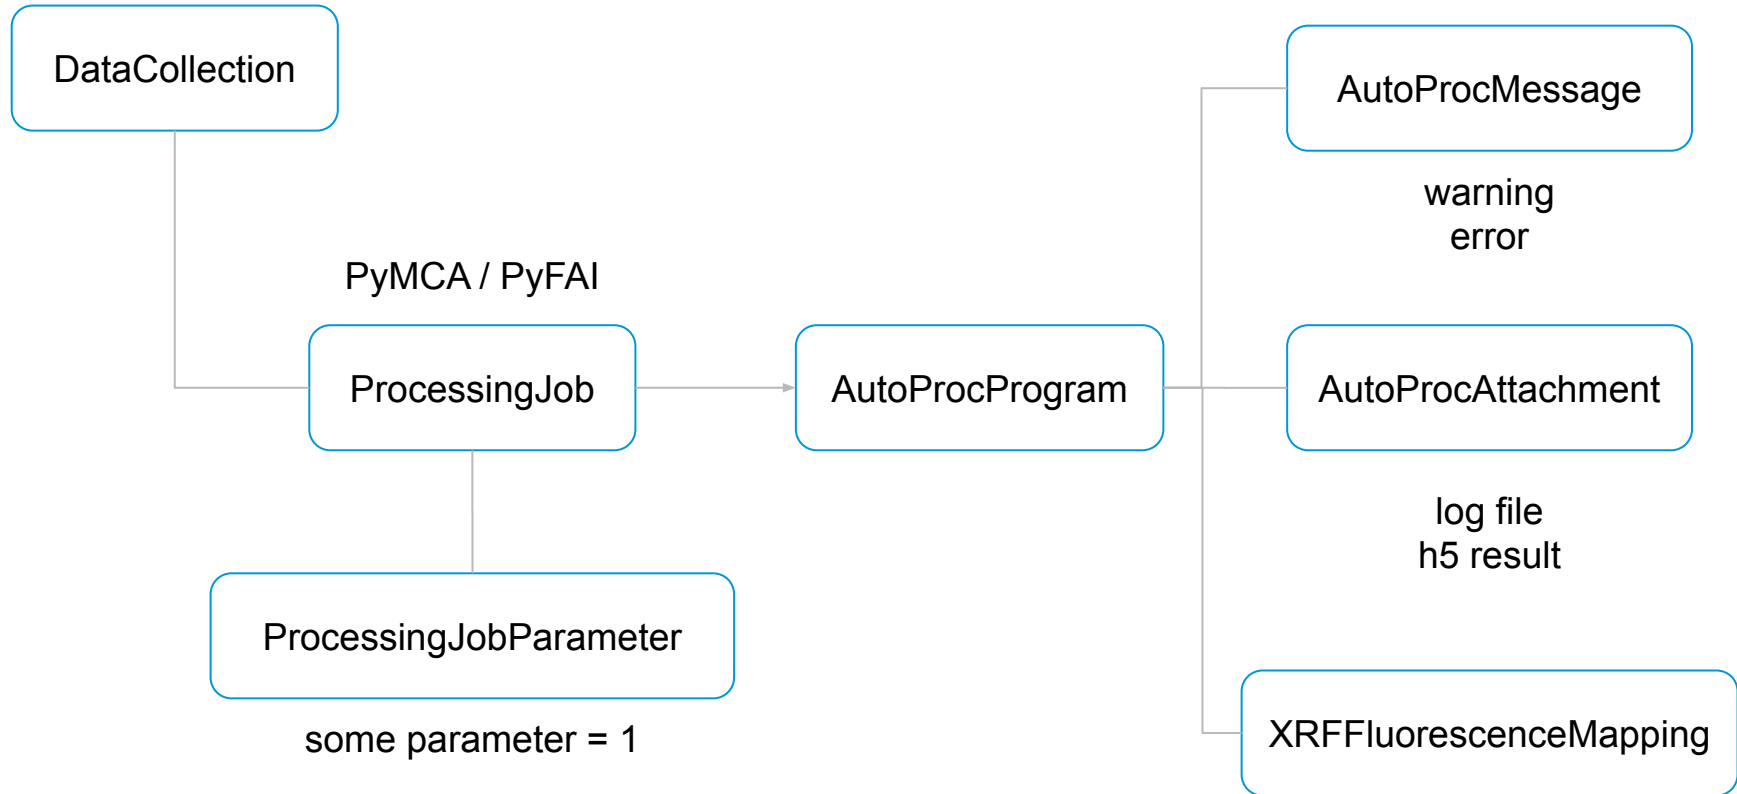 DataCollection
AutoProcMessage
warning
error
PyMCA / PyFAI
ProcessingJob
AutoProcProgram
AutoProcAttachment
log file
h5 result
ProcessingJobParameter
some parameter = 1
XRFFluorescenceMapping